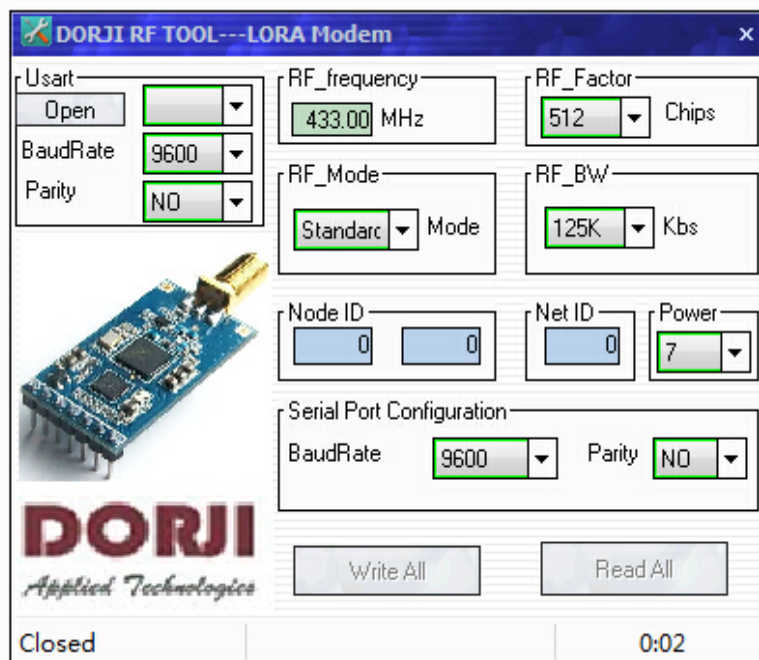 DORJI RF TOOL---LORA Modem
Usart
Open
BaudRate 9600
Parity NO
RF_frequency
433.00 MHz
RF_Factor
512 Chips
RF_Mode
Standarc Mode
RF_BW
125K Kbs
Node ID
0 0
Net ID
0
Power
7
Serial Port Configuration
BaudRate 9600 Parity NO
DORJI
Applied Technologies
Write All Read All
Closed 0:02